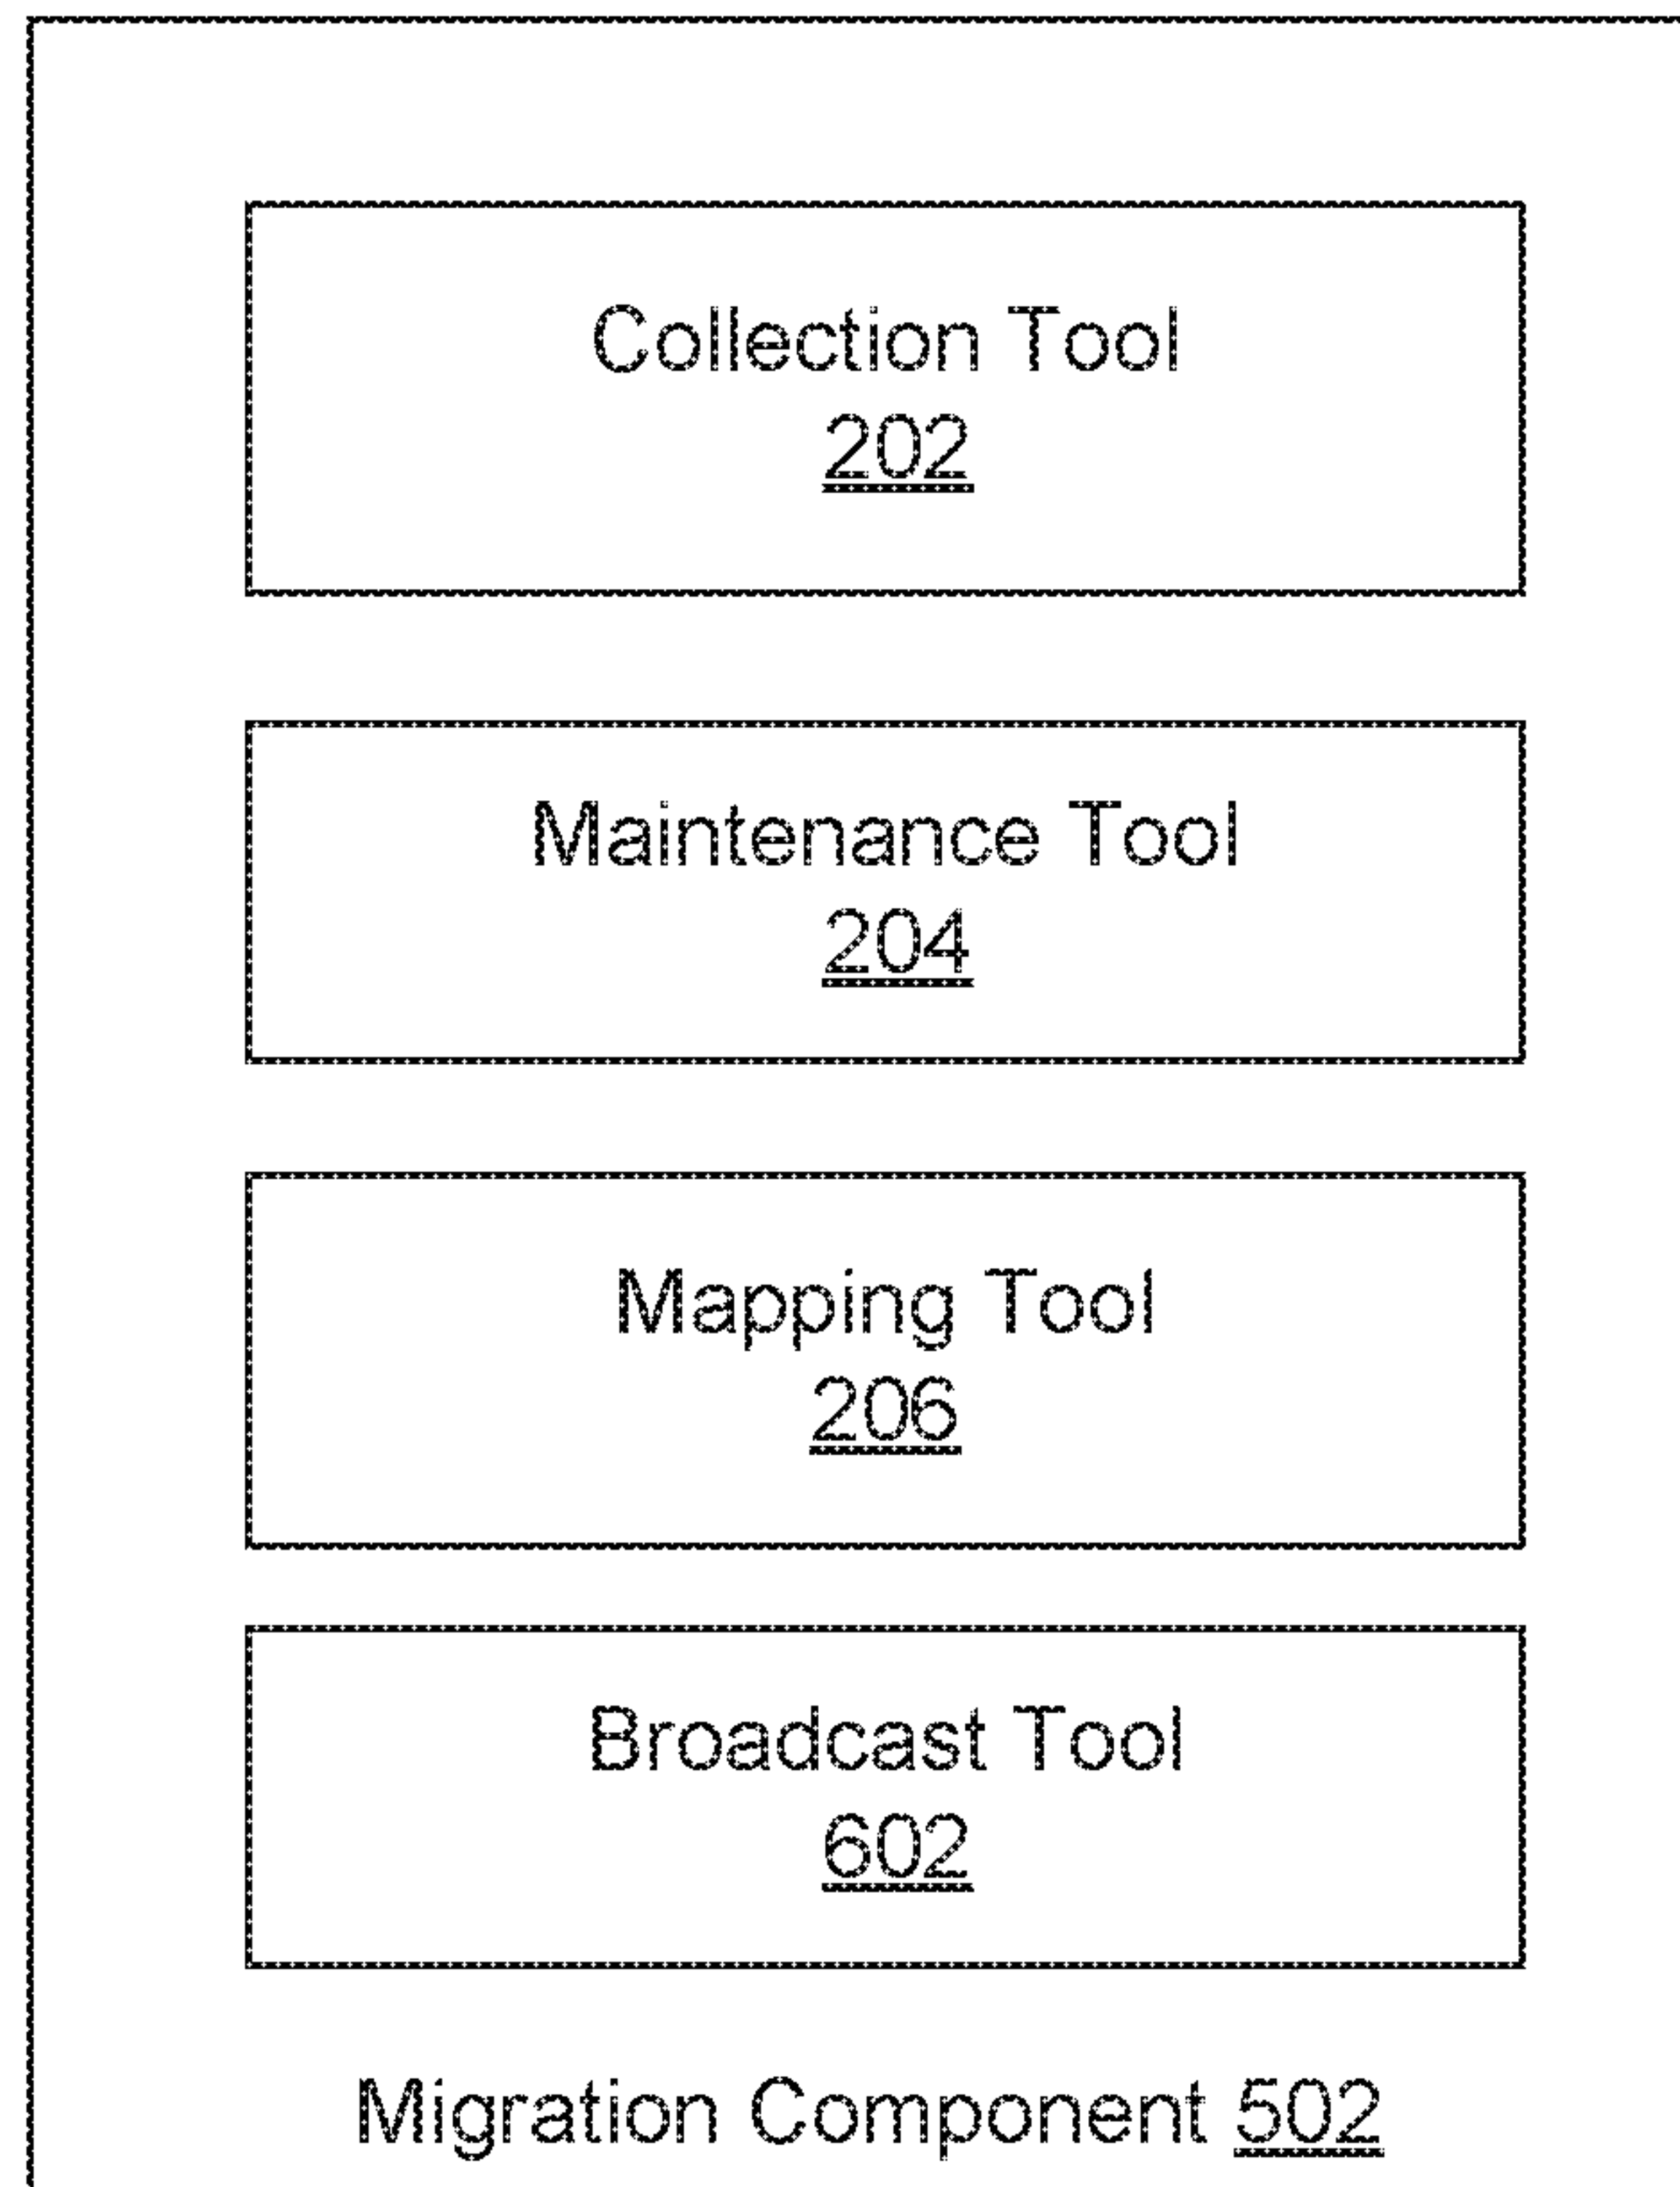 Collection Tool
202
Maintenance Tool
204
Mapping Tool
206
Broadcast Tool
602
Migration Component 502